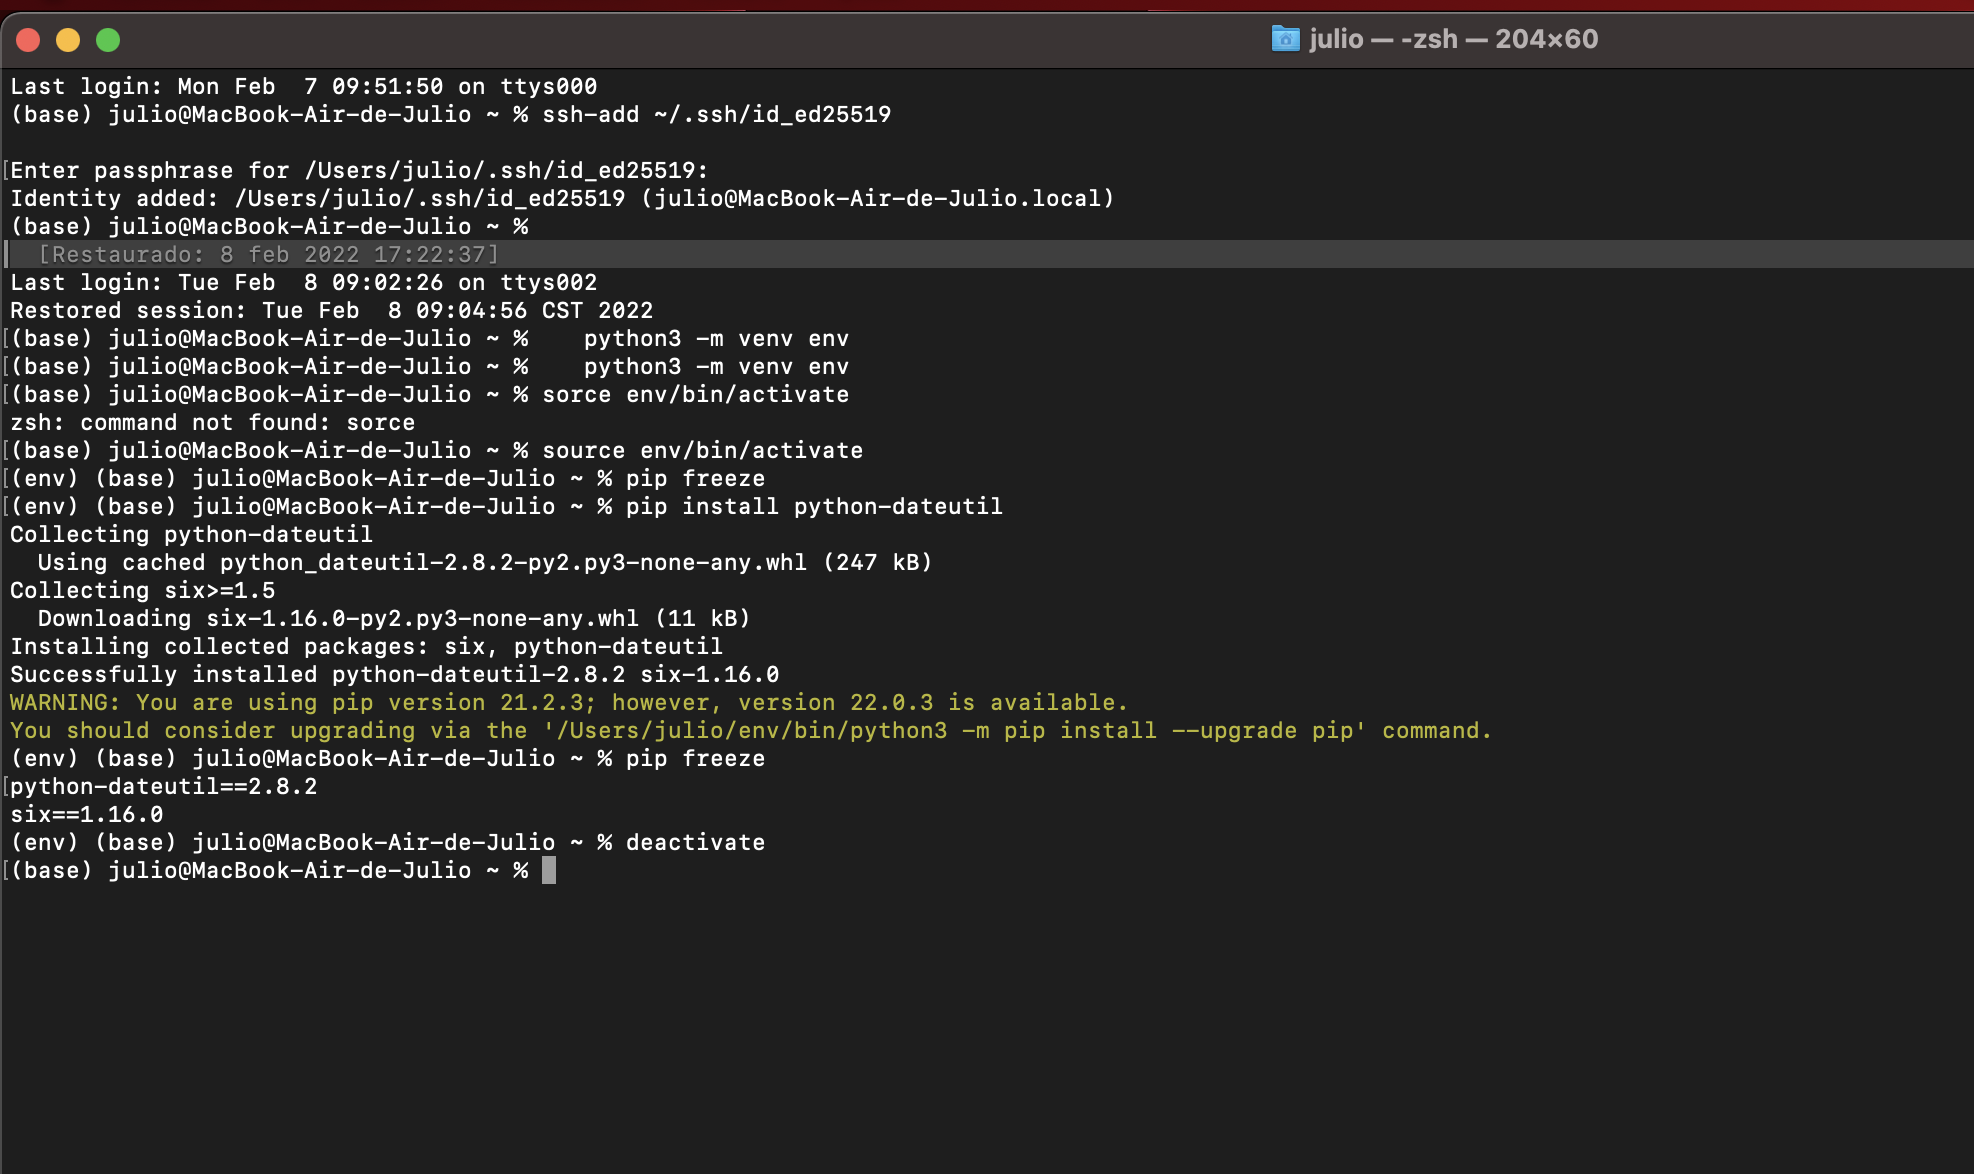 julio — -zsh — 204×60
Last login: Mon Feb  7 09:51:50 on ttys000
(base) julio@MacBook-Air-de-Julio ~ % ssh-add ~/.ssh/id_ed25519
[Enter passphrase for /Users/julio/.ssh/id_ed25519:
Identity added: /Users/julio/.ssh/id_ed25519 (julio@MacBook-Air-de-Julio.local)
(base) julio@MacBook-Air-de-Julio ~ %
[Restaurado: 8 feb 2022 17:22:37]
Last login: Tue Feb  8 09:02:26 on ttys002
Restored session: Tue Feb  8 09:04:56 CST 2022
[(base) julio@MacBook-Air-de-Julio ~ %    python3 -m venv env
[(base) julio@MacBook-Air-de-Julio ~ %    python3 -m venv env
[(base) julio@MacBook-Air-de-Julio ~ % sorce env/bin/activate
zsh: command not found: sorce
[(base) julio@MacBook-Air-de-Julio ~ % source env/bin/activate
[(env) (base) julio@MacBook-Air-de-Julio ~ % pip freeze
[(env) (base) julio@MacBook-Air-de-Julio ~ % pip install python-dateutil
Collecting python-dateutil
  Using cached python_dateutil-2.8.2-py2.py3-none-any.whl (247 kB)
Collecting six>=1.5
  Downloading six-1.16.0-py2.py3-none-any.whl (11 kB)
Installing collected packages: six, python-dateutil
Successfully installed python-dateutil-2.8.2 six-1.16.0
WARNING: You are using pip version 21.2.3; however, version 22.0.3 is available.
You should consider upgrading via the '/Users/julio/env/bin/python3 -m pip install --upgrade pip' command.
(env) (base) julio@MacBook-Air-de-Julio ~ % pip freeze
[python-dateutil==2.8.2
six==1.16.0
(env) (base) julio@MacBook-Air-de-Julio ~ % deactivate
[(base) julio@MacBook-Air-de-Julio ~ %